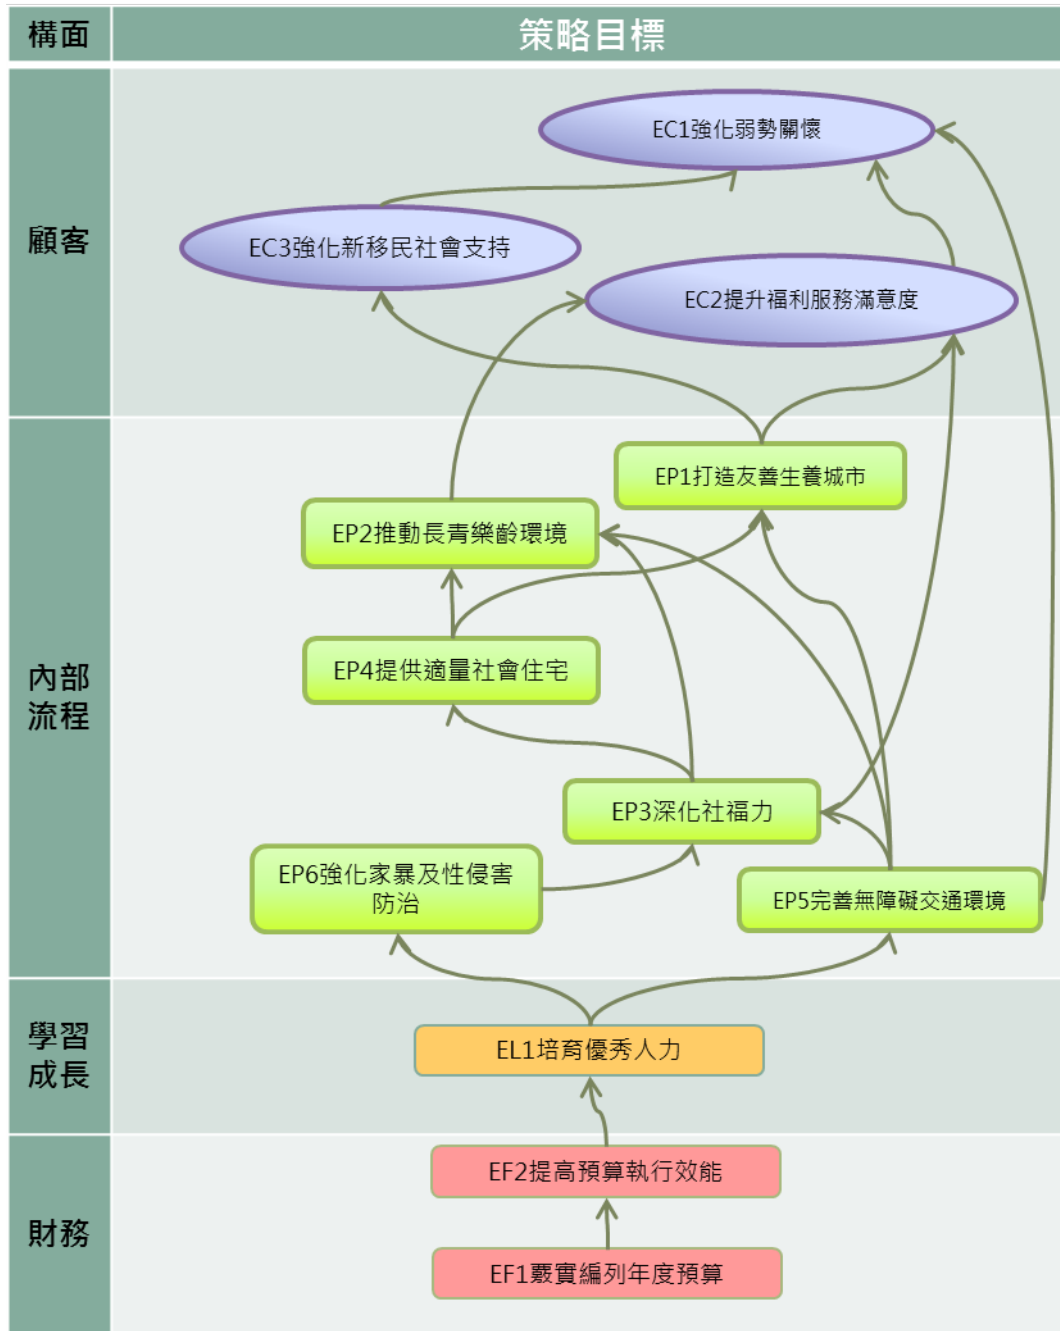 構面
策略目標
顧客
EC1強化弱勢關懷
EC3強化新移民社會支持
EC2提升福利服務滿意度
內部
流程
EP1打造友善生養城市
EP2推動長青樂齡環境
EP4提供適量社會住宅
EP3深化社福力
EP6強化家暴及性侵害
防治
EP5完善無障礙交通環境
學習
成長
EL1培育優秀人力
財務
EF2提高預算執行效能
EF1覈實編列年度預算